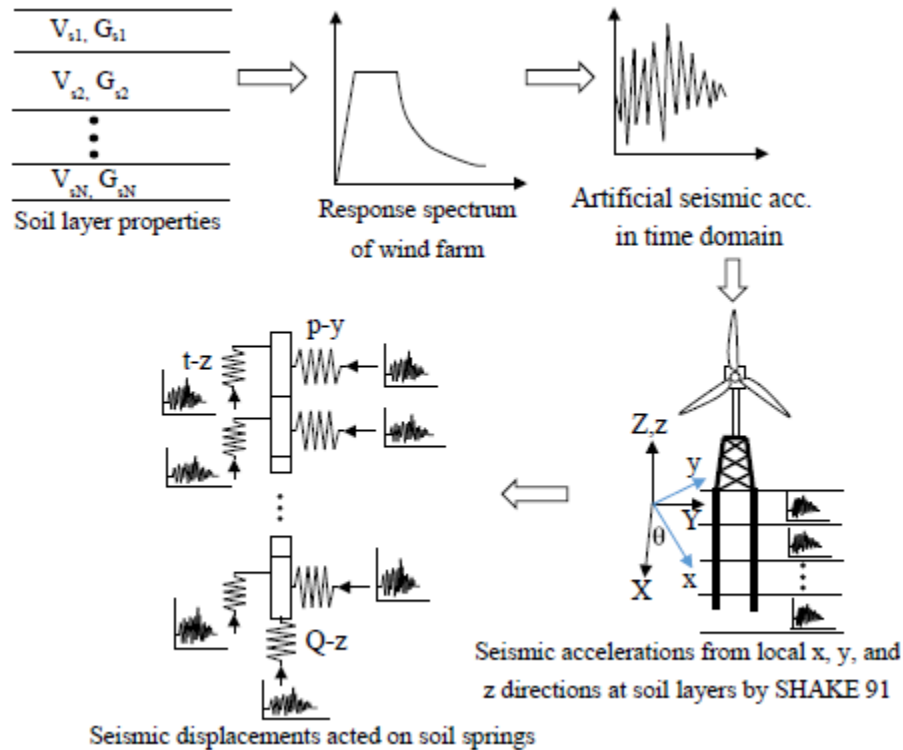 Vs1, Gs1
Vs2, Gs2
VsN, GsN
Soil layer properties
Response spectrum
of wind farm
Artificial seismic acc.
in time domain
p-y
t-z
Q-z
Seismic displacements acted on soil springs
Z,z
y
Y
θ
X
x
Seismic accelerations from local x, y, and
z directions at soil layers by SHAKE 91